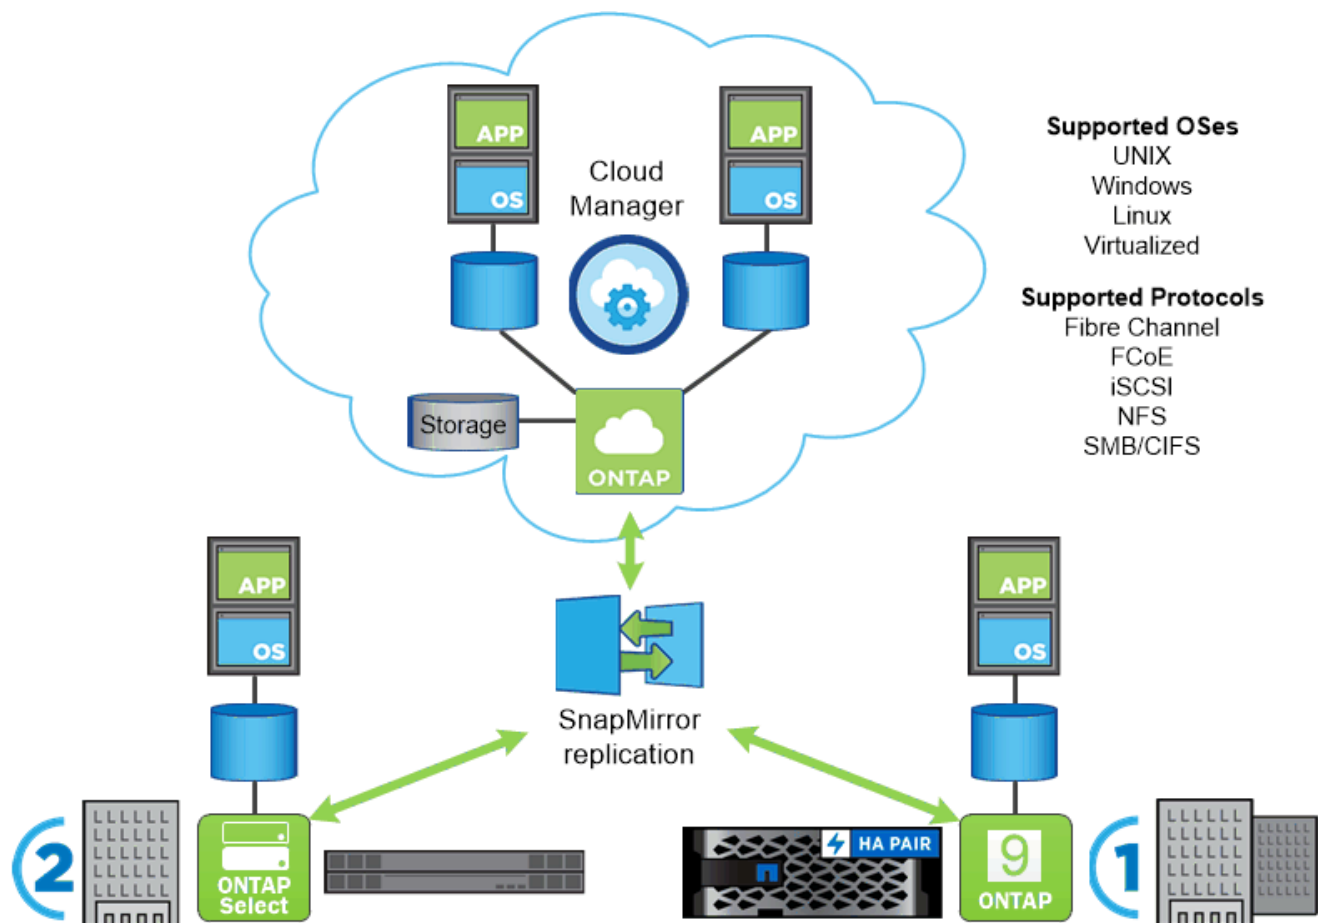 APP
OS
APP
OS
Cloud
Manager
Storage
ONTAP
Supported OSes
UNIX
Windows
Linux
Virtualized
Supported Protocols
Fibre Channel
FCoE
iSCSI
NFS
SMB/CIFS
APP
OS
SnapMirror
replication
APP
OS
2
ONTAP
Select
HA PAIR
9
ONTAP
1